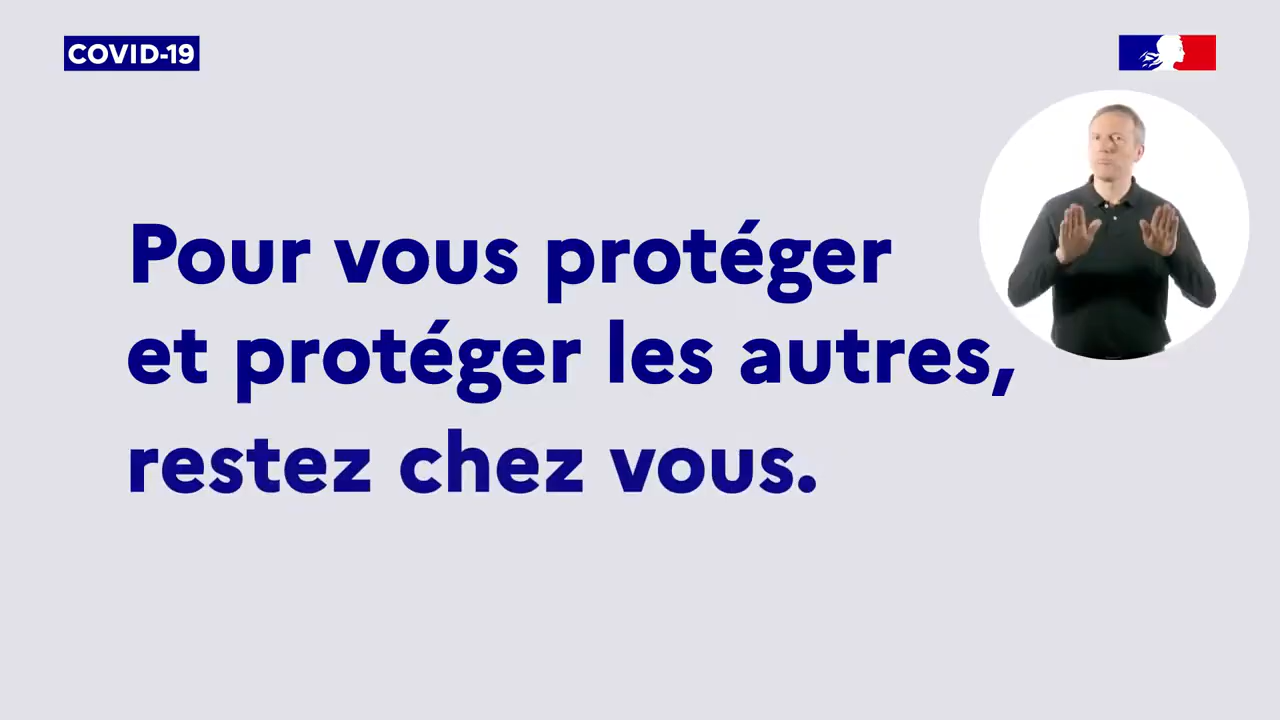 COVID-19
Pour vous protéger
et protéger les autres,
restez chez vous.